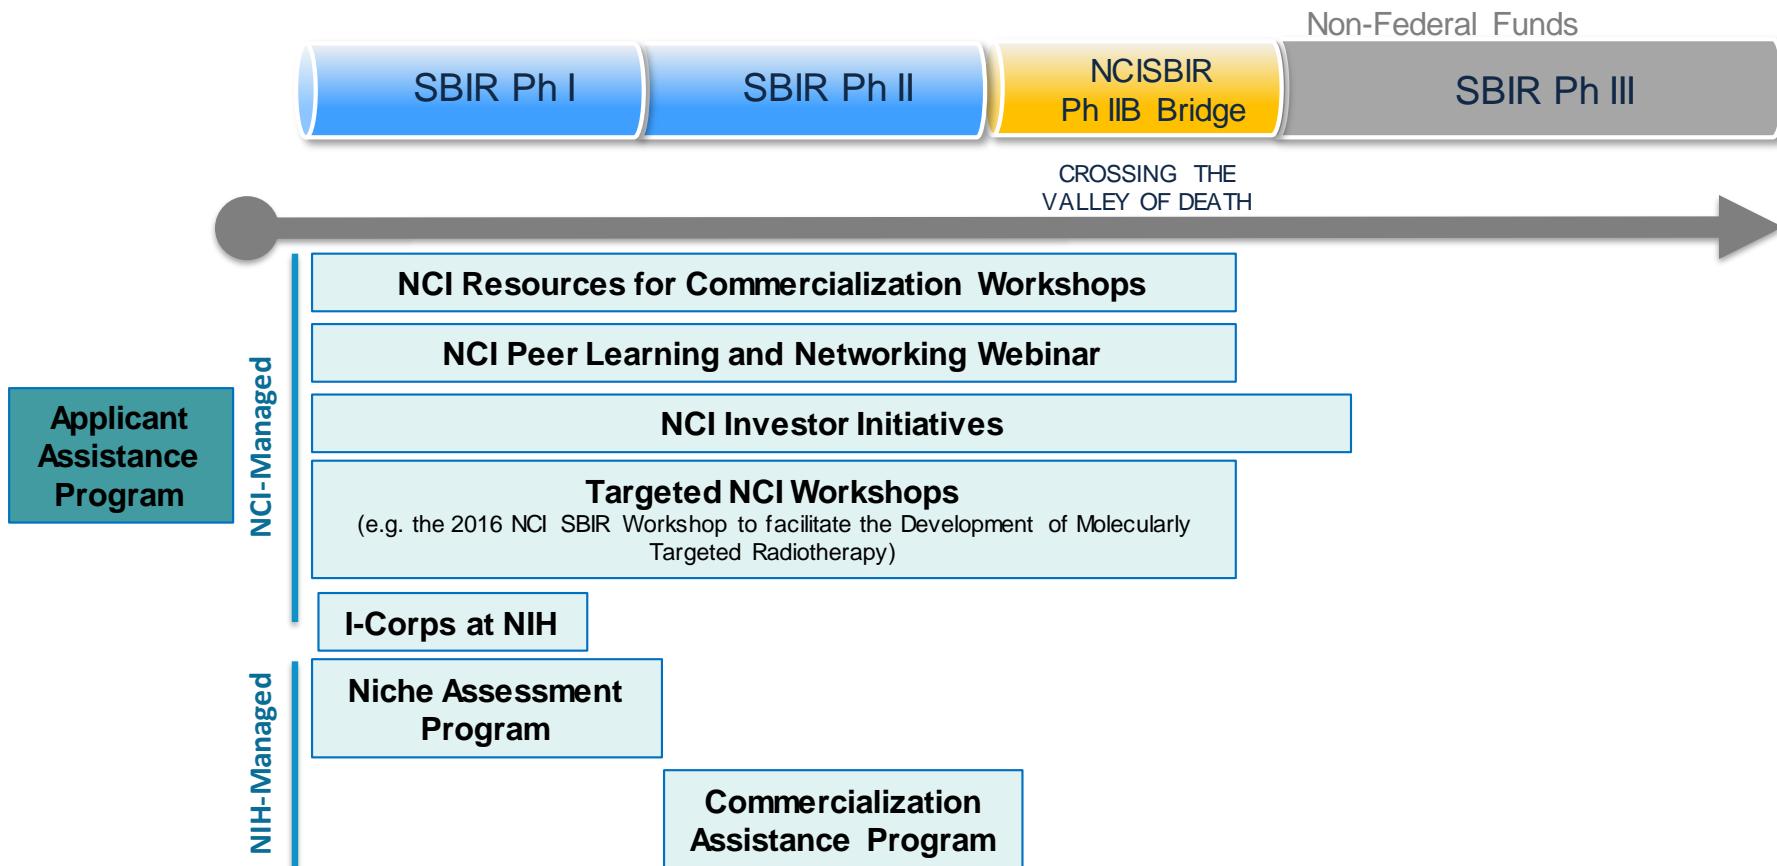 Non-Federal Funds
SBIR Ph I
SBIR Ph II
NCISBIR
Ph IIB Bridge
SBIR Ph III
CROSSING THE
VALLEY OF DEATH
Applicant
Assistance
Program
NCI-Managed
NCI Resources for Commercialization Workshops
NCI Peer Learning and Networking Webinar
NCI Investor Initiatives
Targeted NCI Workshops
(e.g. the 2016 NCI SBIR Workshop to facilitate the Development of Molecularly
Targeted Radiotherapy)
I-Corps at NIH
NIH-Managed
Niche Assessment
Program
Commercialization
Assistance Program